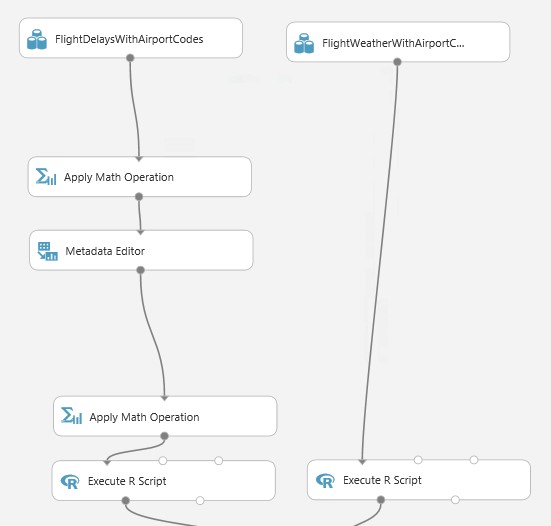 FlightDelaysWithAirportCodes
FlightWeatherWithAirportC...
Apply Math Operation
Metadata Editor
Apply Math Operation
Execute R Script
Execute R Script